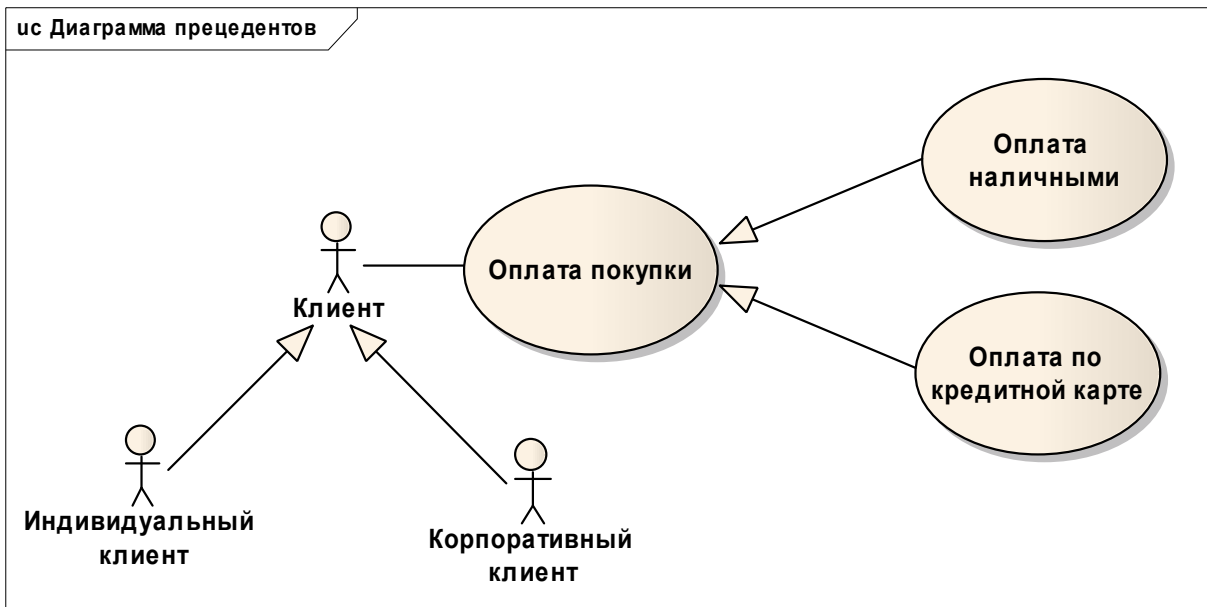 uc Диаграмма прецедентов
Оплата
наличными
Оплата покупки
Клиент
Оплата по
кредитной карте
Индивидуальный
клиент
Корпоративный
клиент